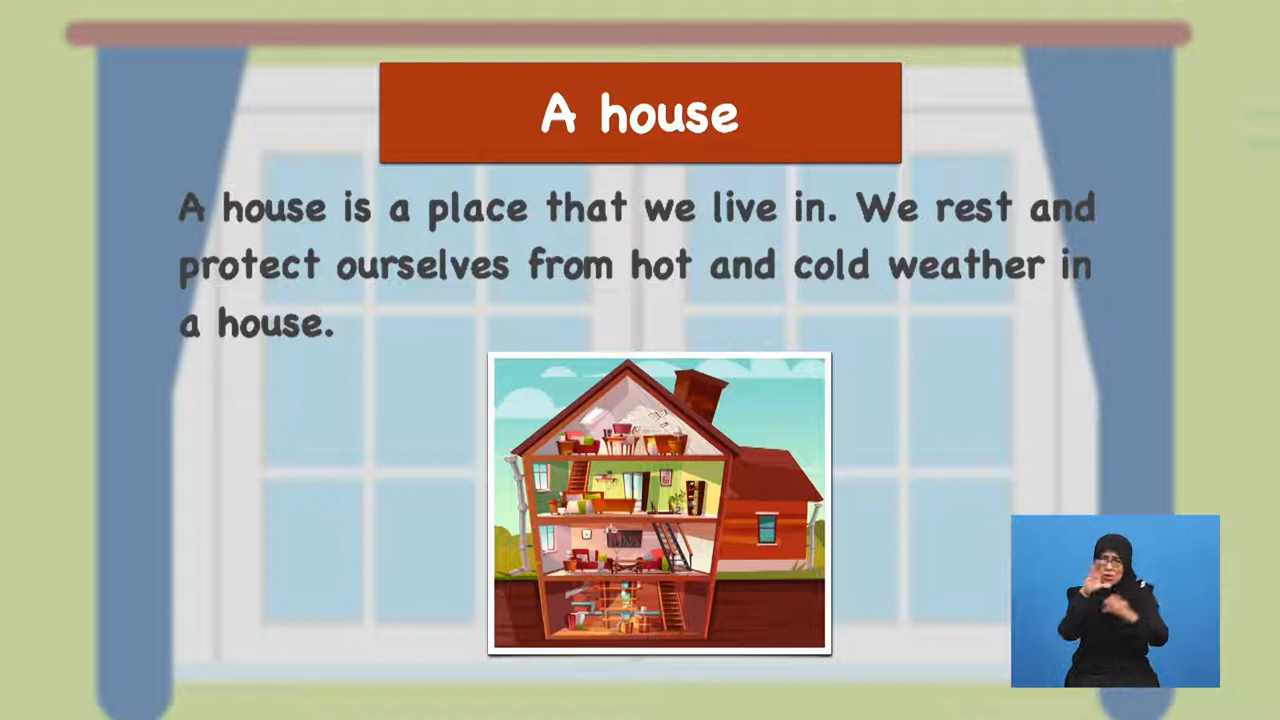 A house
A house is a place that we live in. We rest and
protect ourselves from hot and cold weather in
a house.